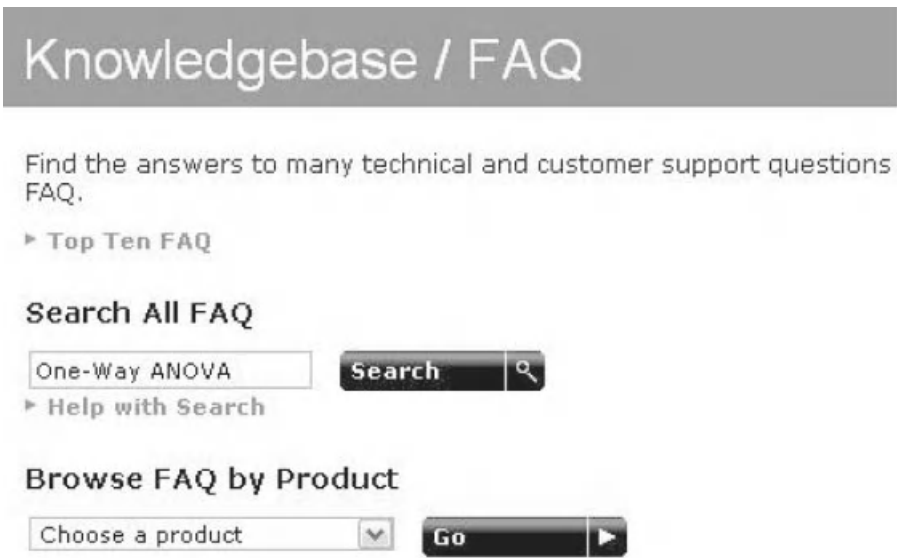 Knowledgebase / FAQ
Find the answers to many technical and customer support questions
FAQ.
Top Ten FAQ
Search All FAQ
One-Way ANOVA Search
Help with Search
Browse FAQ by Product
Choose a product Go